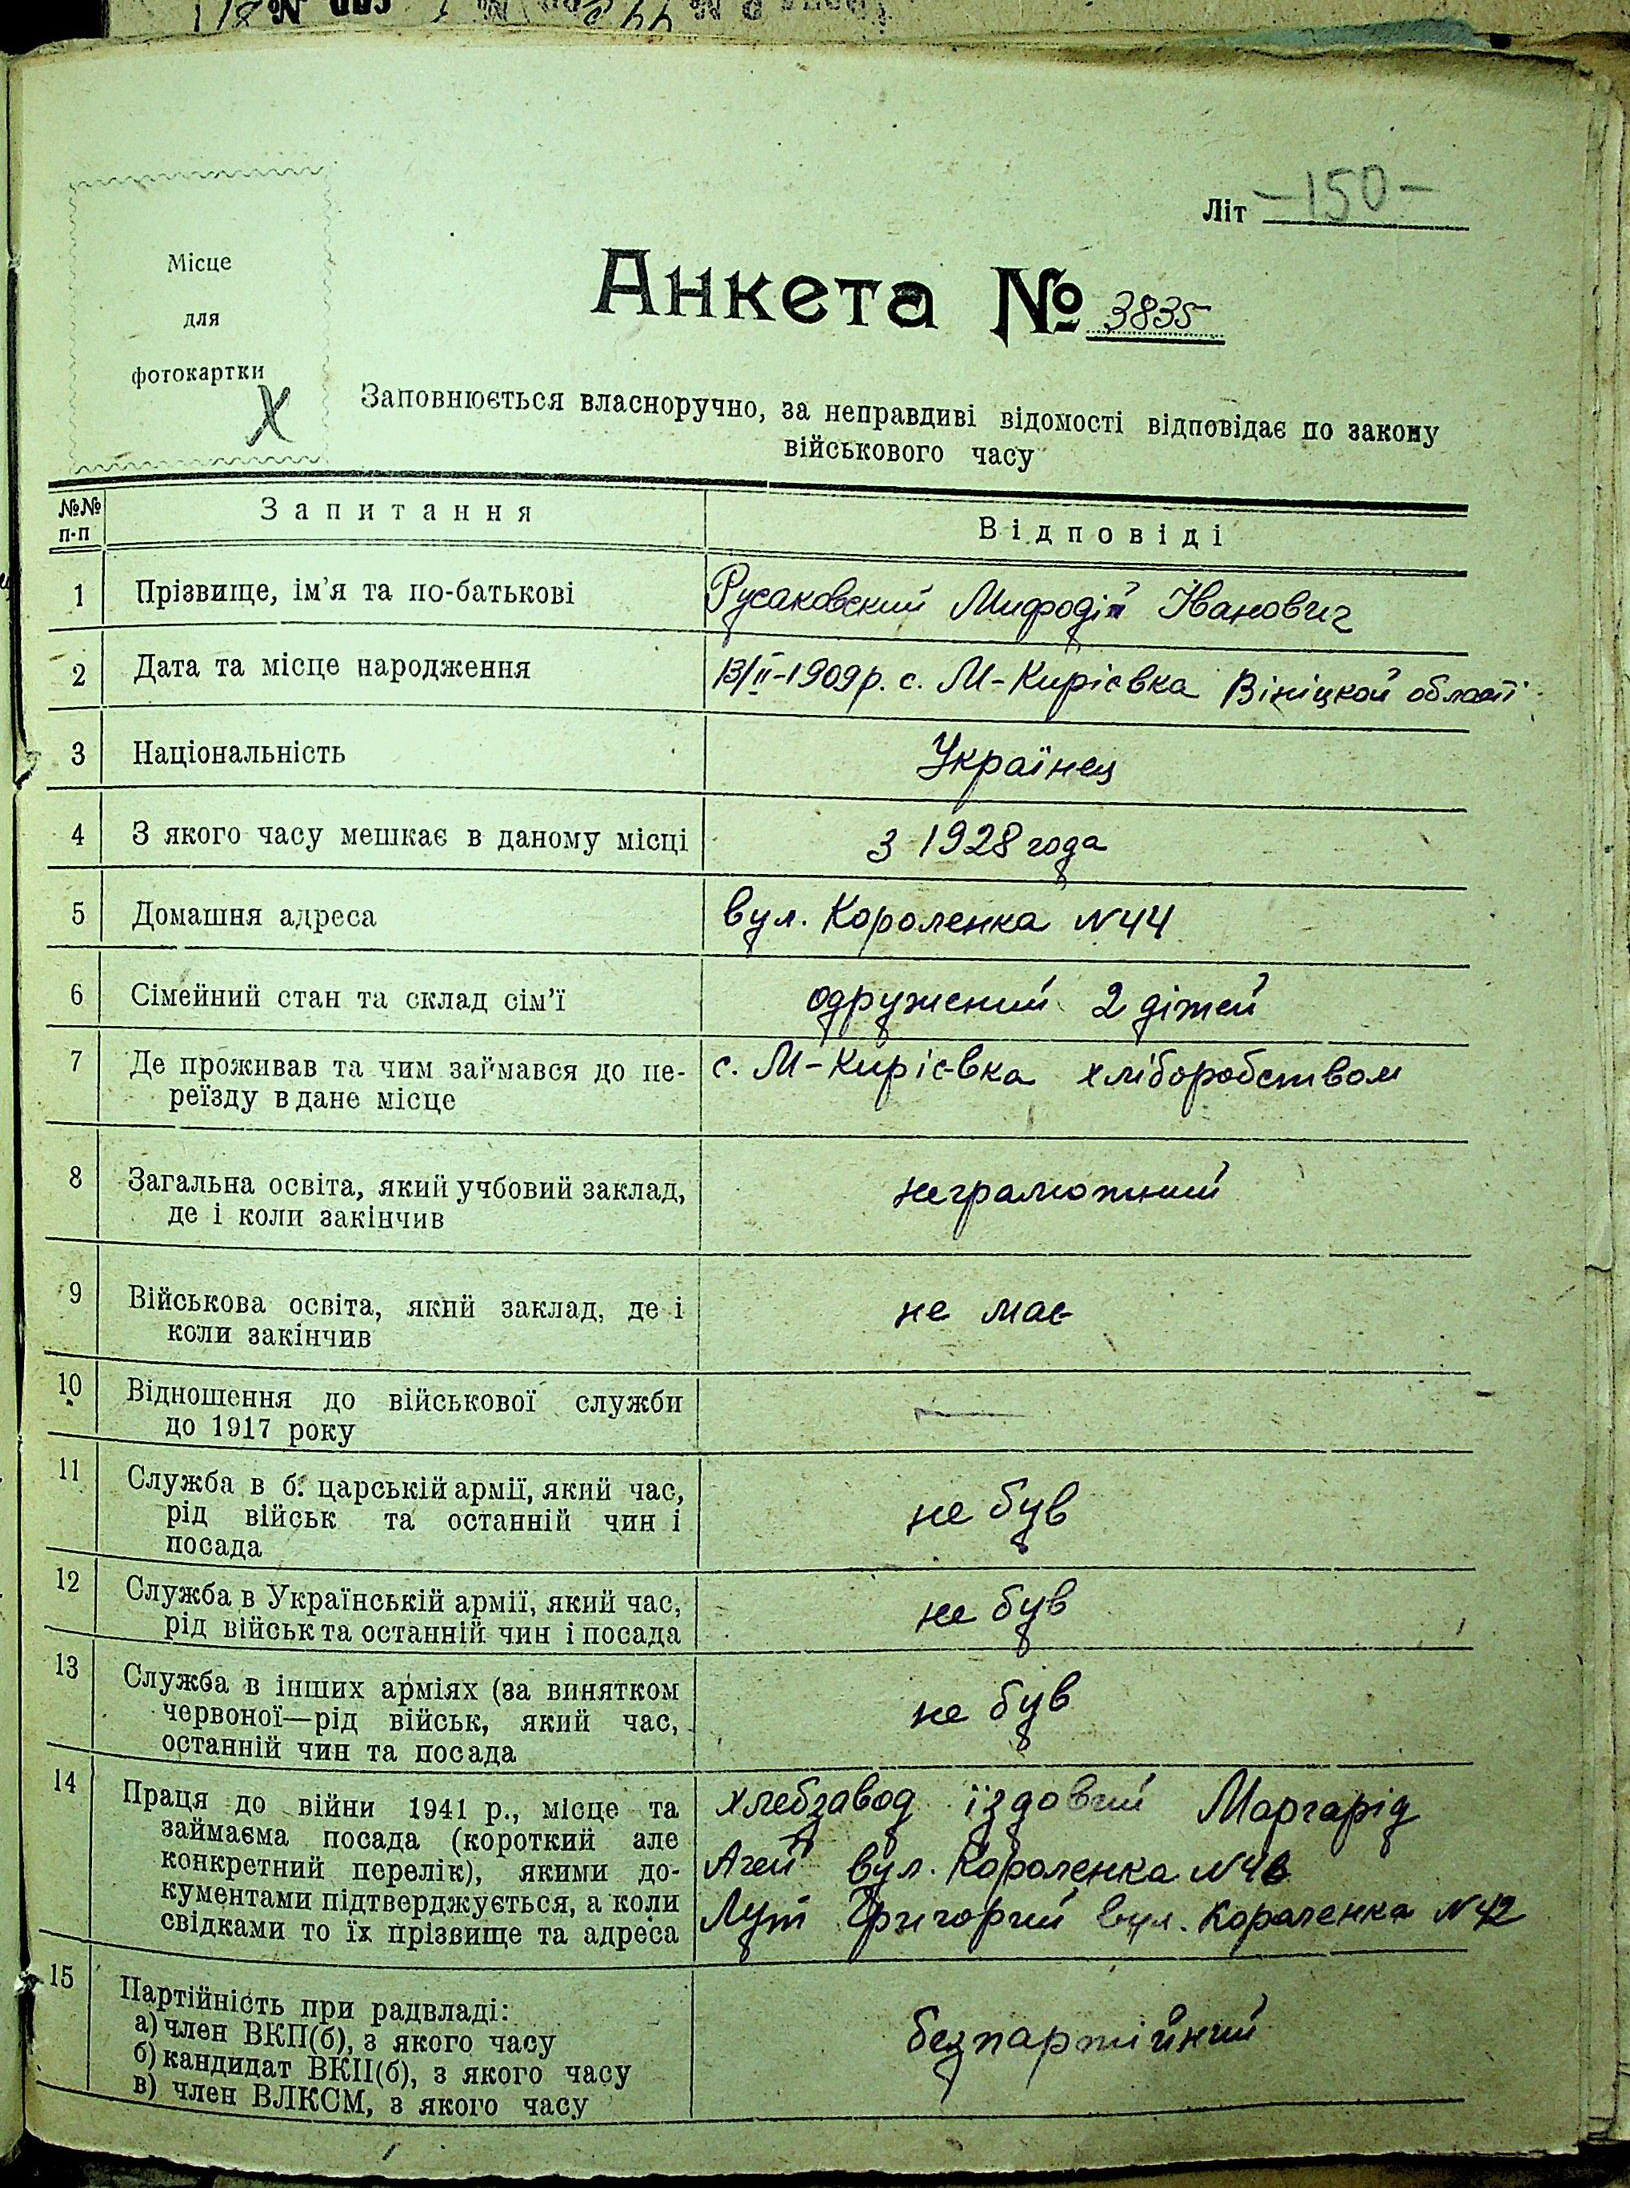 Літ -150-
Місце
для
фотокартки
Х
Анкета № 3835
Заповнюється власноручно, за неправдиві відомості відповідає по закону
військового часу
№№
п-п
Запитання
Відповіді
1
Прізвище, ім'я та по-батькові
Русаковский Мифодій Іванович
2
Дата та місце народження
13/II-1909р. с. М-Кирієвка Вініцкой області
3
Національність
Українец
4
З якого часу мешкає в даному місці
з 1928 года
5
Домашня адреса
вул. Короленка N44
6
Сімейний стан та склад сім'ї
одружений 2 дітей
7
Де проживав та чим займався до пе-
реїзду в дане місце
с. М-Кирієвка хліборобством
8
Загальна освіта, який учбовий заклад,
де і коли закінчив
неграмотний
9
Військова освіта, який заклад, де і
коли закінчив
не має
10
Відношення до військової служби
до 1917 року
—
11
Служба в б. царській армії, який час,
рід військ та останній чин і
посада
не був
12
Служба в Українській армії, який час,
рід військ та останній чин і посада
не був
13
Служба в інших арміях (за винятком
червоної—рід військ, який час,
останній чин та посада
не був
14
Праця до війни 1941 р., місце та
займаєма посада (короткий але
конкретний перелік), якими до-
кументами підтверджується, а коли
свідками то їх прізвище та адреса
хлебзавод їздовий Маргарід
Агей вул. Короленка N46
Лут Григорий вул. Короленка N42
15
Партійність при радвладі:
а) член ВКП(б), з якого часу
б) кандидат ВКП(б), з якого часу
в) член ВЛКСМ, з якого часу
безпартійний